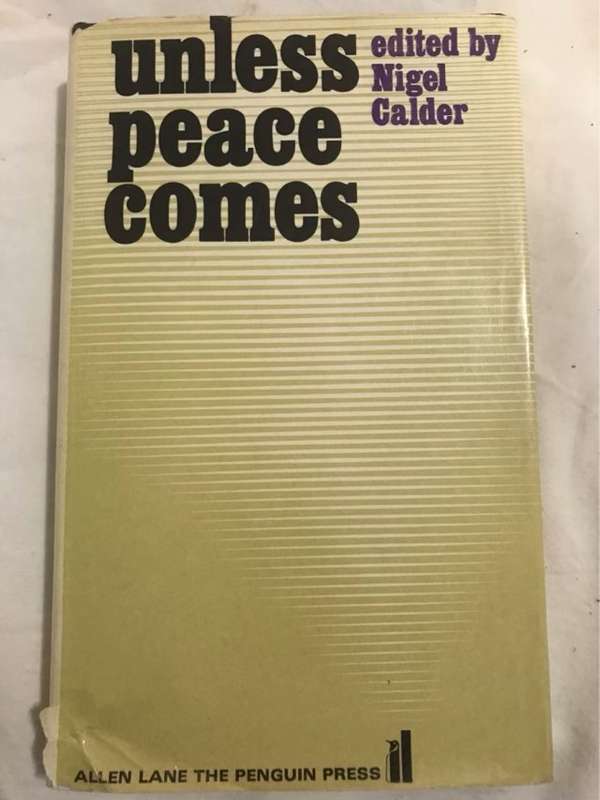 unless
peace
comes
edited by
Nigel
Calder
ALLEN LANE THE PENGUIN PRESS